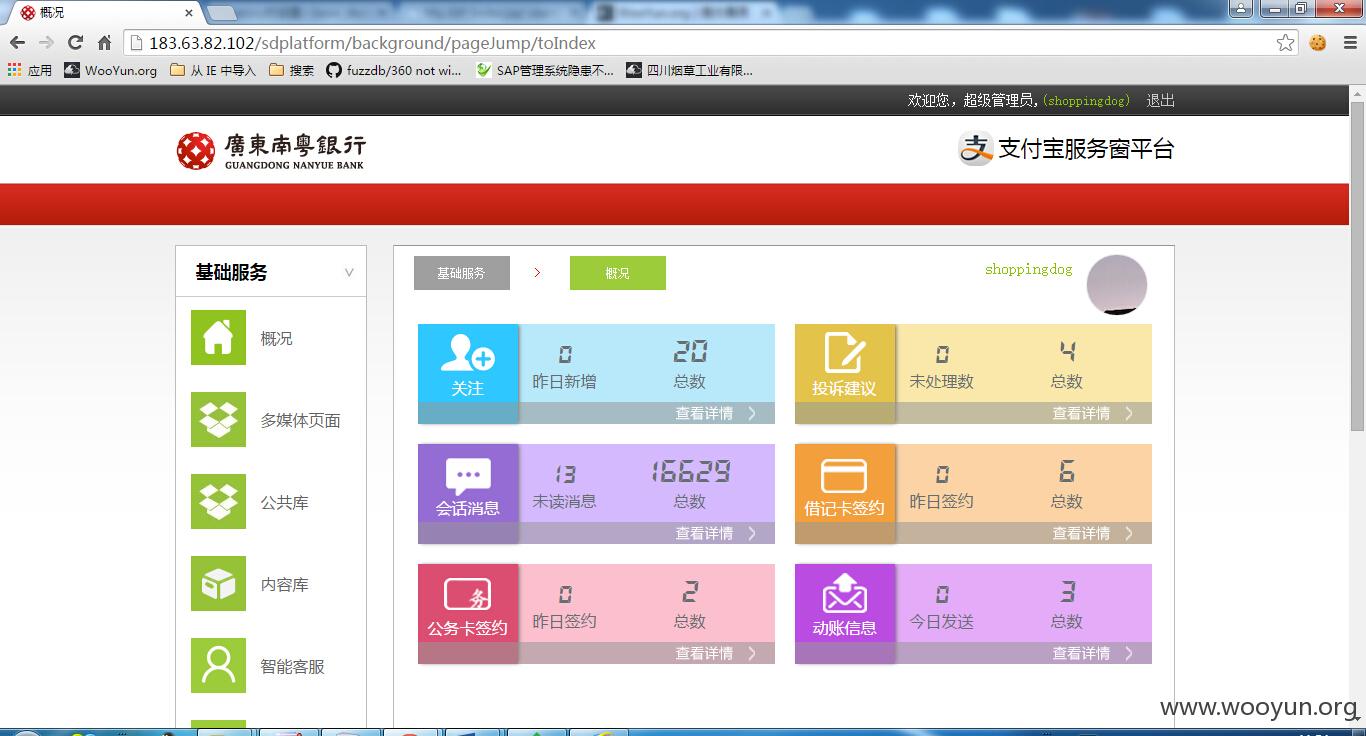 概况
183.63.82.102/sdplatform/background/pageJump/toIndex
应用 WooYun.org 从 IE 中导入 搜索 fuzzdb/360 not wi... SAP管理系统隐患不... 四川烟草工业有限...
欢迎您，超级管理员,(shoppingdog) 退出
廣東南粤銀行
GUANGDONG NANYUE BANK
支 支付宝服务窗平台
基础服务
概况
多媒体页面
公共库
内容库
智能客服
基础服务 > 概况
shoppingdog
关注
0 20
昨日新增 总数
查看详情
投诉建议
0 4
未处理数 总数
查看详情
会话消息
13 16629
未读消息 总数
查看详情
借记卡签约
0 6
昨日签约 总数
查看详情
务
公务卡签约
0 2
昨日签约 总数
查看详情
动账信息
0 3
今日发送 总数
查看详情
www.wooyun.org